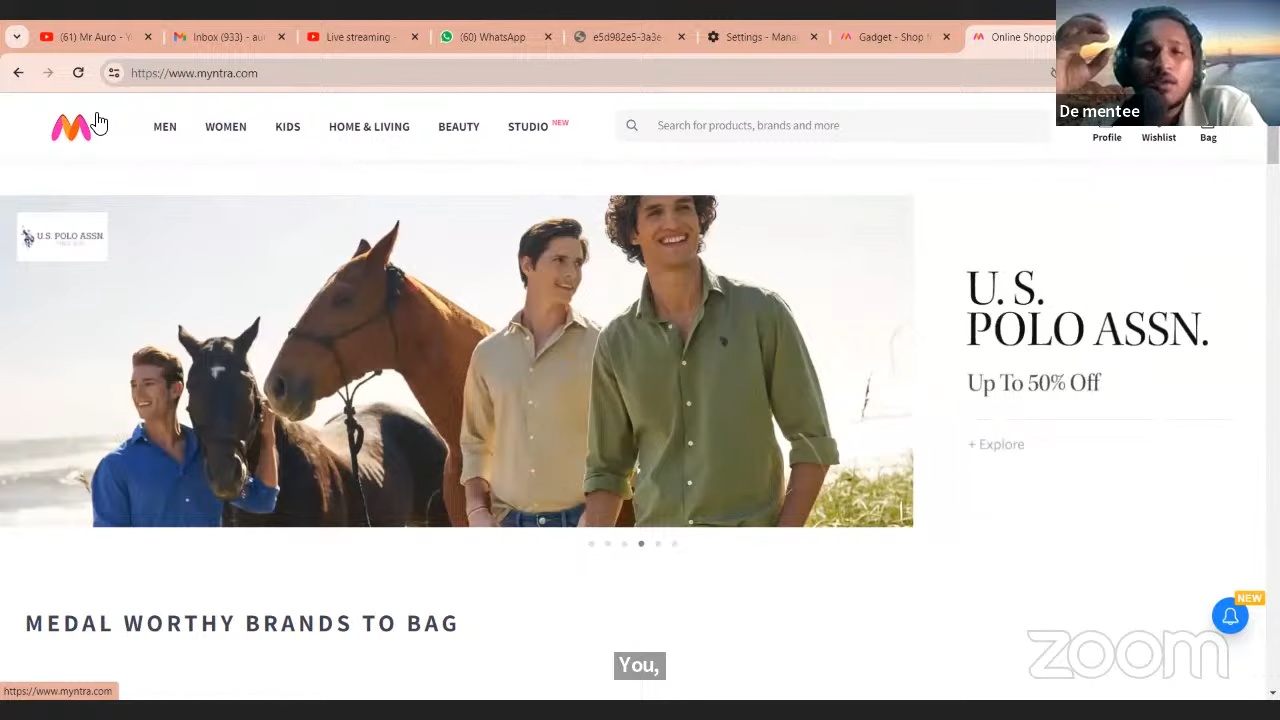 (61) Mr Auro - Y
Inbox (933) - au
Live streaming -
(60) WhatsApp
e5d982e5-3a3e
Settings - Mana
Gadget - Shop f
Online Shoppi
https://www.myntra.com
De mentee
MEN
WOMEN
KIDS
HOME & LIVING
BEAUTY
STUDIO NEW
Search for products, brands and more
Profile
Wishlist
Bag
U.S. POLO ASSN.
U. S.
POLO ASSN.
Up To 50% Off
+ Explore
MEDAL WORTHY BRANDS TO BAG
NEW
zoom
You,
https://www.myntra.com